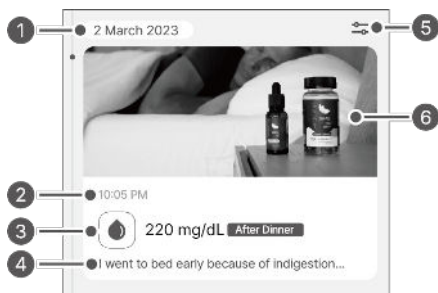 1 2 March 2023 5
6
2 10:05 PM
3 220 mg/dL After Dinner
4 I went to bed early because of indigestion...